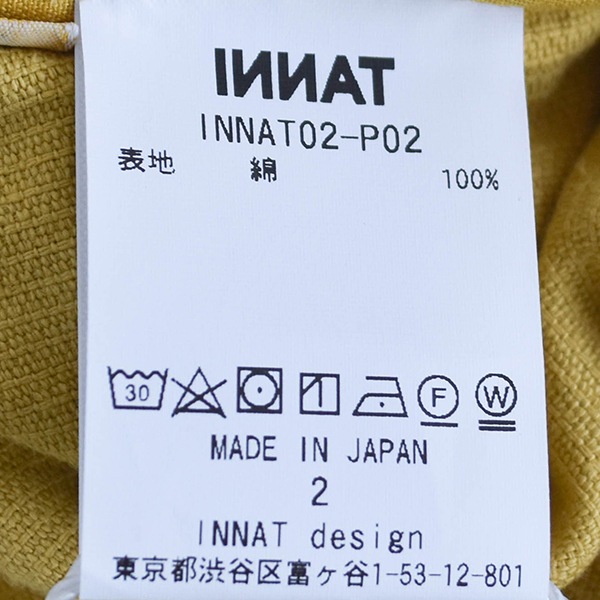 INNAT
INNAT02-P02
表地 綿 100%
30 F W
MADE IN JAPAN
2
INNAT design
東京都渋谷区富ヶ谷1-53-12-801